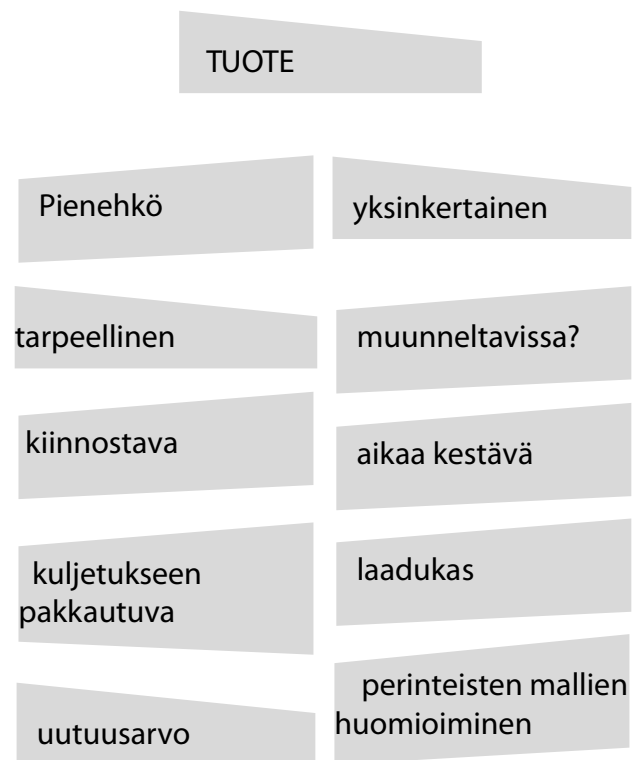 TUOTE
Pienehkö
yksinkertainen
tarpeellinen
muunneltavissa?
kiinnostava
aikaa kestävä
kuljetukseen
pakkautuva
laadukas
uutuusarvo
perinteisten mallien
huomioiminen